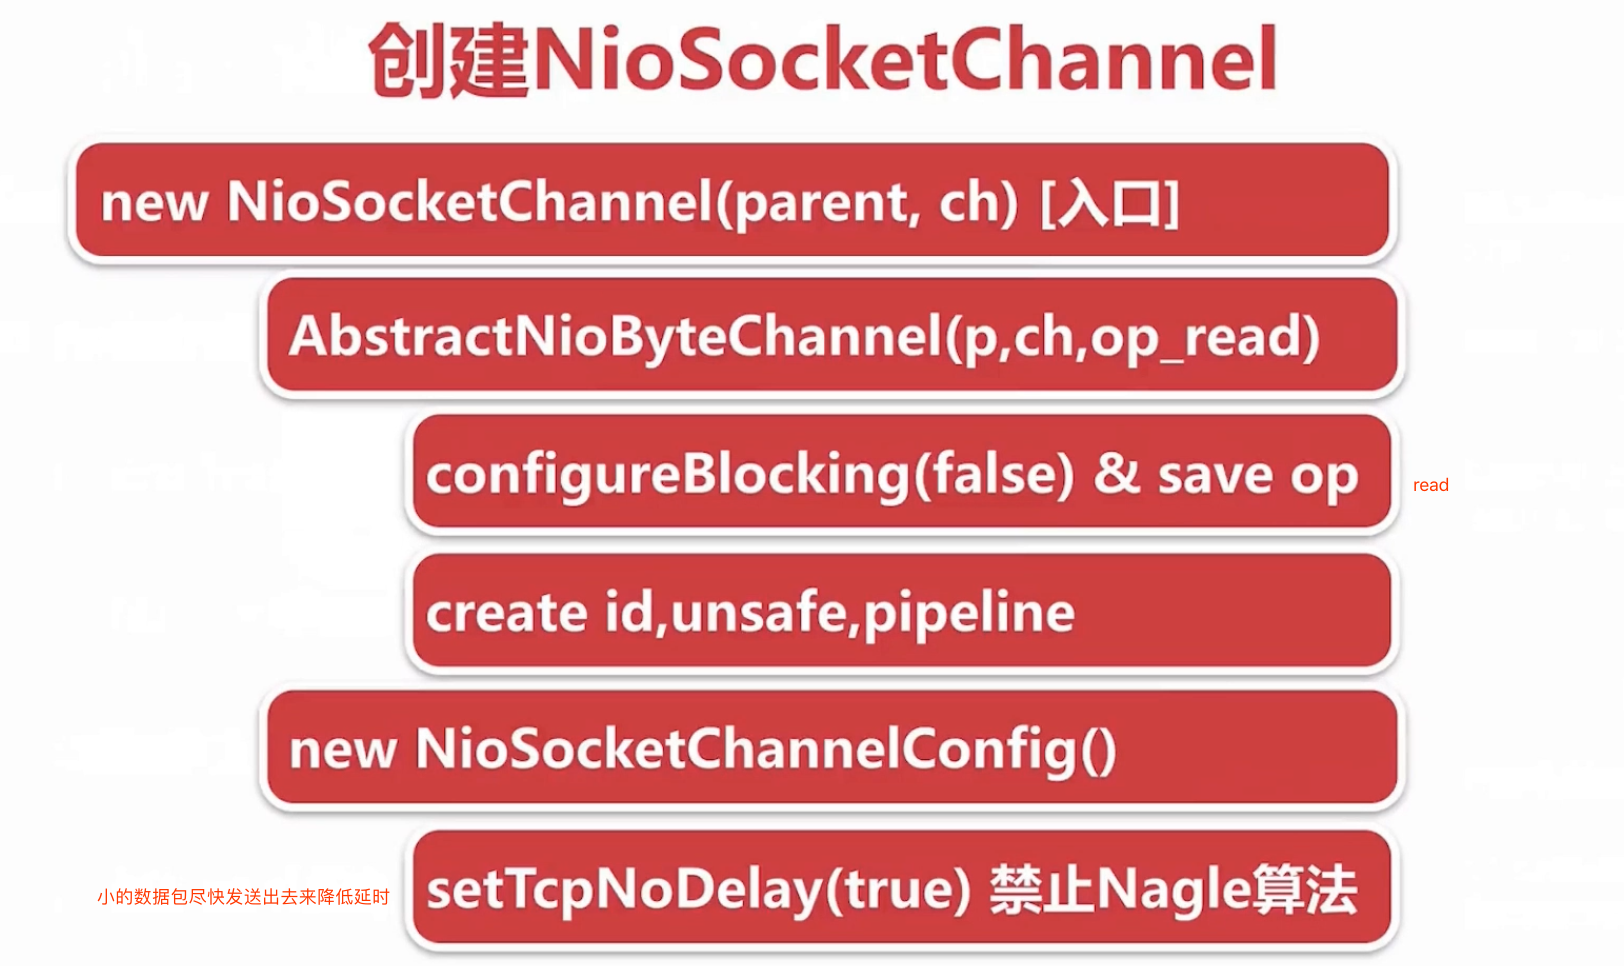 创建NioSocketChannel
new NioSocketChannel(parent, ch) [入口]
AbstractNioByteChannel(p,ch,op_read)
configureBlocking(false) & save op
read
create id,unsafe,pipeline
new NioSocketChannelConfig()
小的数据包尽快发送出去来降低延时
setTcpNoDelay(true) 禁止Nagle算法